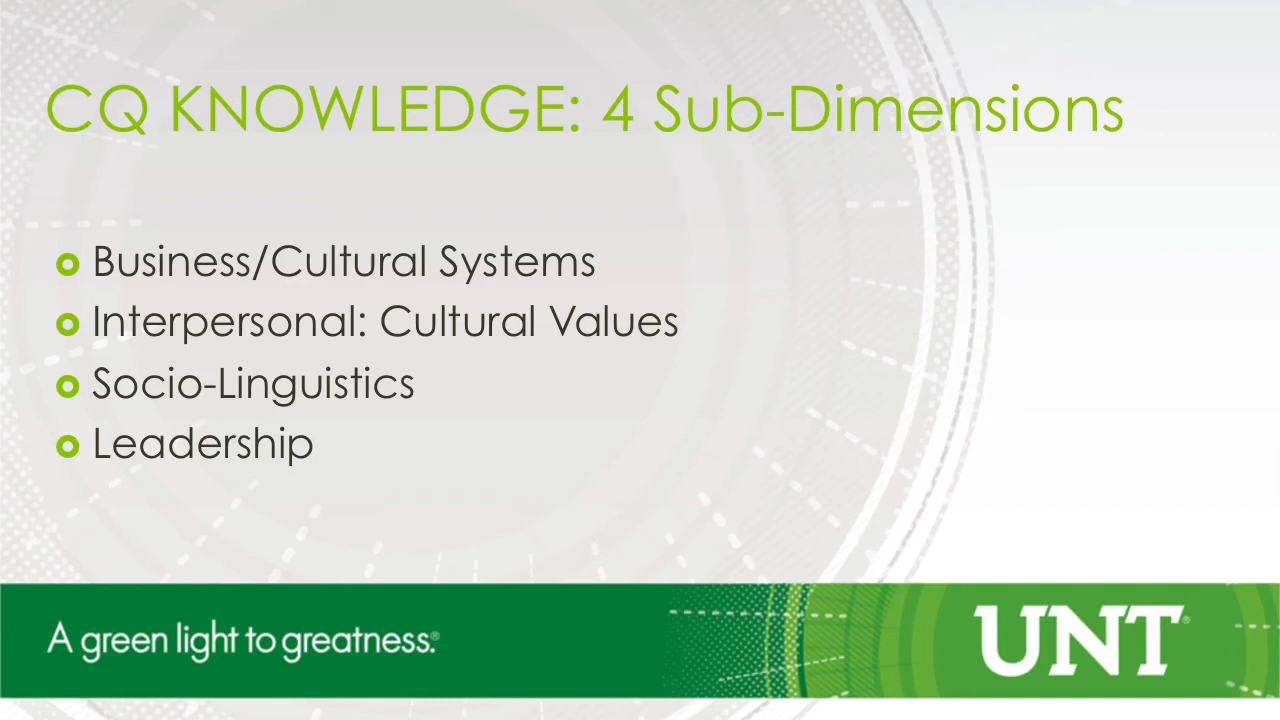 CQ KNOWLEDGE: 4 Sub-Dimensions
Business/Cultural Systems
Interpersonal: Cultural Values
Socio-Linguistics
Leadership
A green light to greatness.®
UNT®